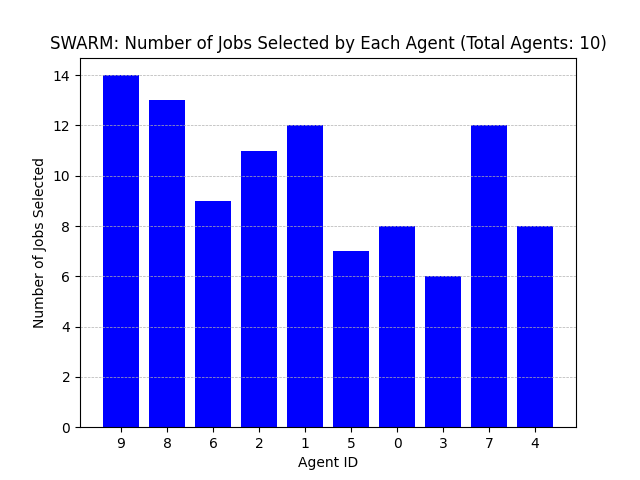 SWARM: Number of Jobs Selected by Each Agent (Total Agents: 10)
Number of Jobs Selected
14
12
10
8
6
4
2
0
9 8 6 2 1 5 0 3 7 4
Agent ID